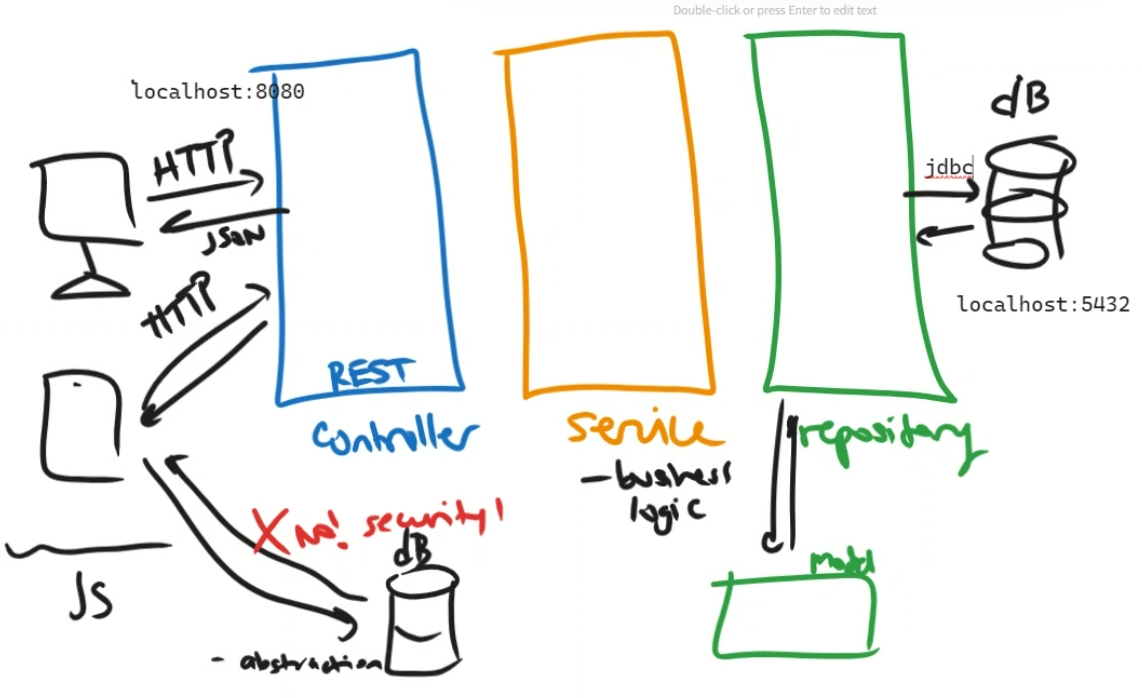 Double-click or press Enter to edit text
localhost:8080
HTTP
JSON
HTTP
REST
controller
JS
X No! security!
dB
- abstraction
service
- business
logic
repository
Model
jdbc
dB
localhost:5432